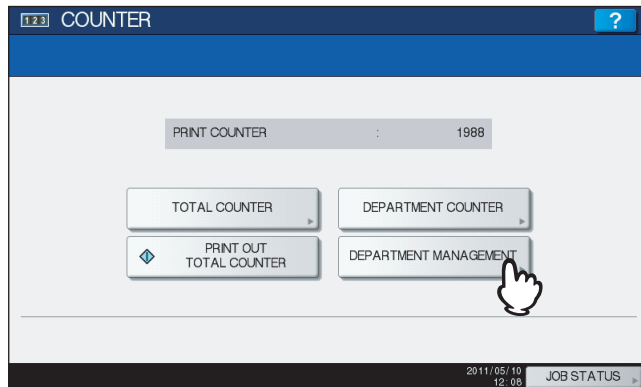 123 COUNTER ?
PRINT COUNTER : 1988
TOTAL COUNTER
DEPARTMENT COUNTER
PRINT OUT
TOTAL COUNTER
DEPARTMENT MANAGEMENT
2011/05/10
12:08
JOB STATUS